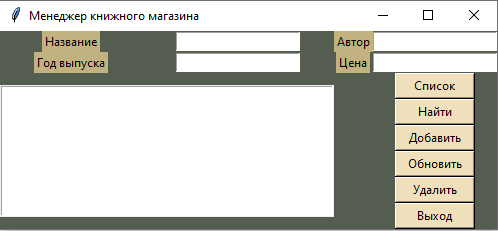 Менеджер книжного магазина
Название Автор
Год выпуска Цена
Список
Найти
Добавить
Обновить
Удалить
Выход